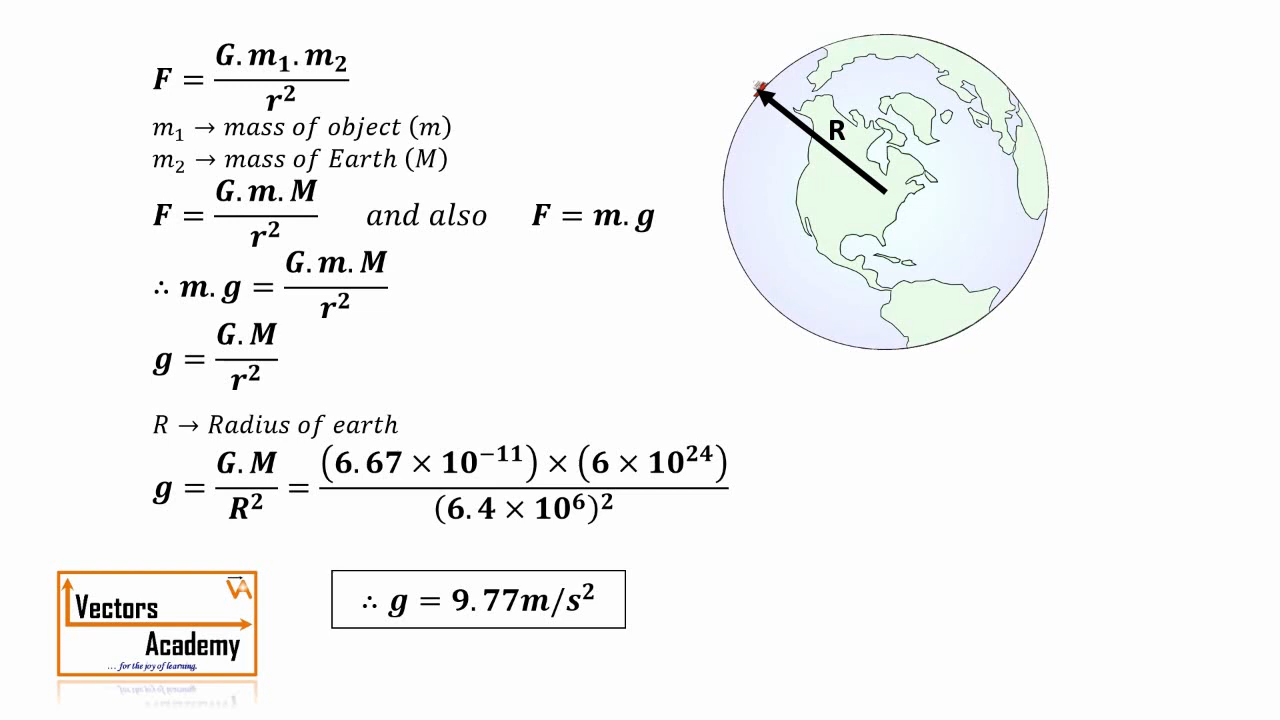 F = G.m₁.m₂ / r²
m₁ → mass of object (m)
m₂ → mass of Earth (M)
F = G.m.M / r² and also F = m.g
∴ m.g = G.m.M / r²
g = G.M / r²
R → Radius of earth
g = G.M / R² = (6.67 × 10⁻¹¹) × (6 × 10²⁴) / (6.4 × 10⁶)²
∴ g = 9.77m/s²
R
VA
Vectors
Academy
... for the joy of learning.